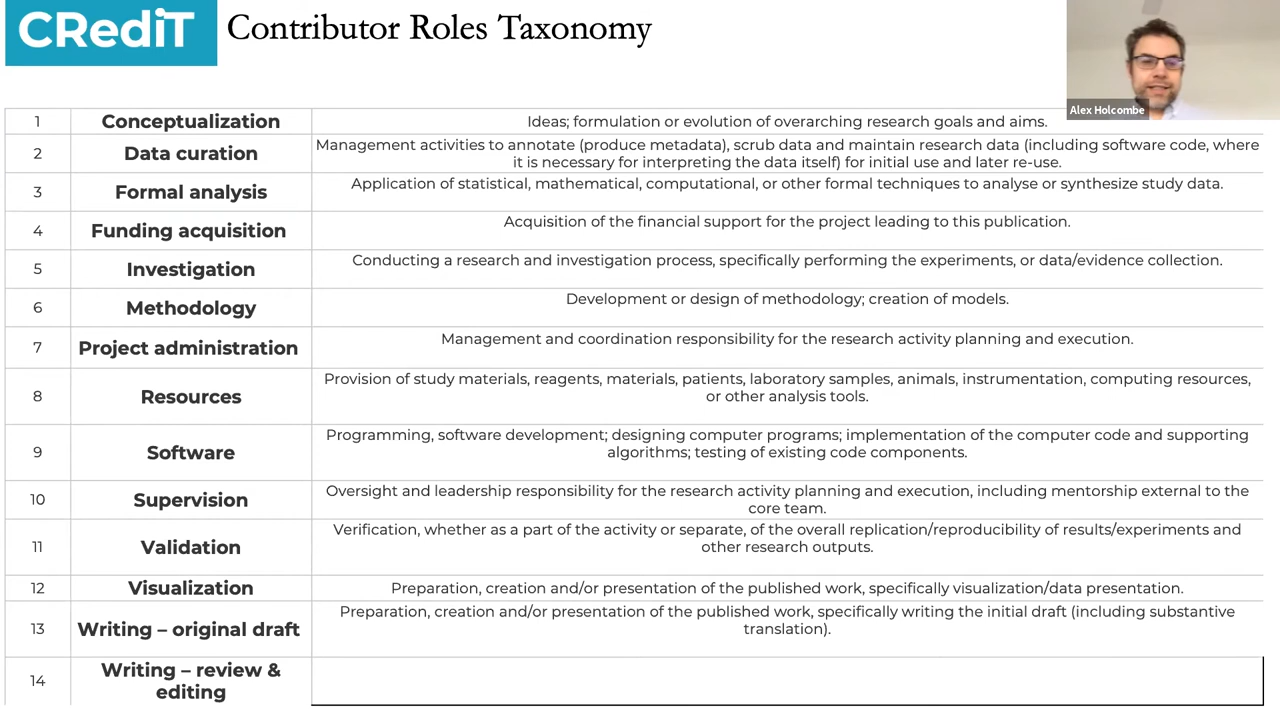 CRediT Contributor Roles Taxonomy
Alex Holcombe
1 Conceptualization Ideas; formulation or evolution of overarching research goals and aims.
2 Data curation Management activities to annotate (produce metadata), scrub data and maintain research data (including software code, where
it is necessary for interpreting the data itself) for initial use and later re-use.
3 Formal analysis Application of statistical, mathematical, computational, or other formal techniques to analyse or synthesize study data.
4 Funding acquisition Acquisition of the financial support for the project leading to this publication.
5 Investigation Conducting a research and investigation process, specifically performing the experiments, or data/evidence collection.
6 Methodology Development or design of methodology; creation of models.
7 Project administration Management and coordination responsibility for the research activity planning and execution.
8 Resources Provision of study materials, reagents, materials, patients, laboratory samples, animals, instrumentation, computing resources,
or other analysis tools.
9 Software Programming, software development; designing computer programs; implementation of the computer code and supporting
algorithms; testing of existing code components.
10 Supervision Oversight and leadership responsibility for the research activity planning and execution, including mentorship external to the
core team.
11 Validation Verification, whether as a part of the activity or separate, of the overall replication/reproducibility of results/experiments and
other research outputs.
12 Visualization Preparation, creation and/or presentation of the published work, specifically visualization/data presentation.
13 Writing – original draft Preparation, creation and/or presentation of the published work, specifically writing the initial draft (including substantive
translation).
14 Writing – review &
editing